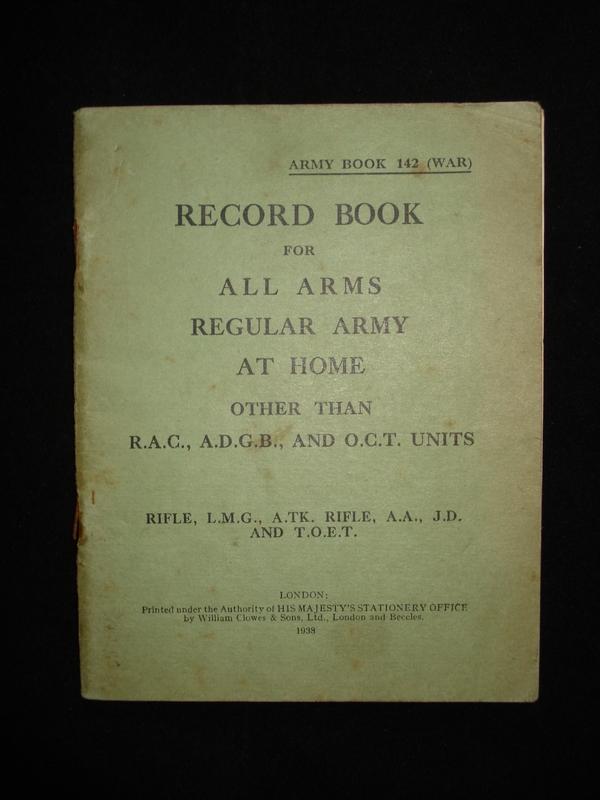 ARMY BOOK 142 (WAR)
RECORD BOOK
FOR
ALL ARMS
REGULAR ARMY
AT HOME
OTHER THAN
R.A.C., A.D.G.B., AND O.C.T. UNITS
RIFLE, L.M.G., A.TK. RIFLE, A.A., J.D.
AND T.O.E.T.
LONDON:
Printed under the Authority of HIS MAJESTY'S STATIONERY OFFICE
by William Clowes & Sons, Ltd., London and Beccles.
1938